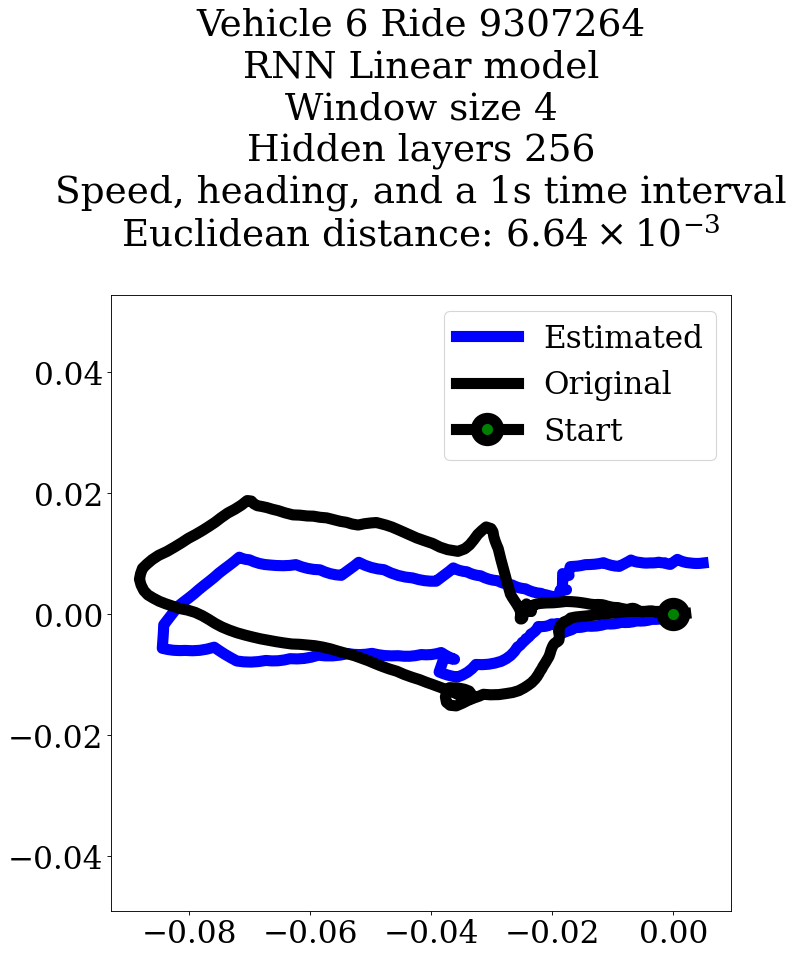 Vehicle 6 Ride 9307264
RNN Linear model
Window size 4
Hidden layers 256
Speed, heading, and a 1s time interval
Euclidean distance: 6.64 × 10⁻³
Estimated
Original
Start
0.04
0.02
0.00
−0.02
−0.04
−0.08 −0.06 −0.04 −0.02 0.00